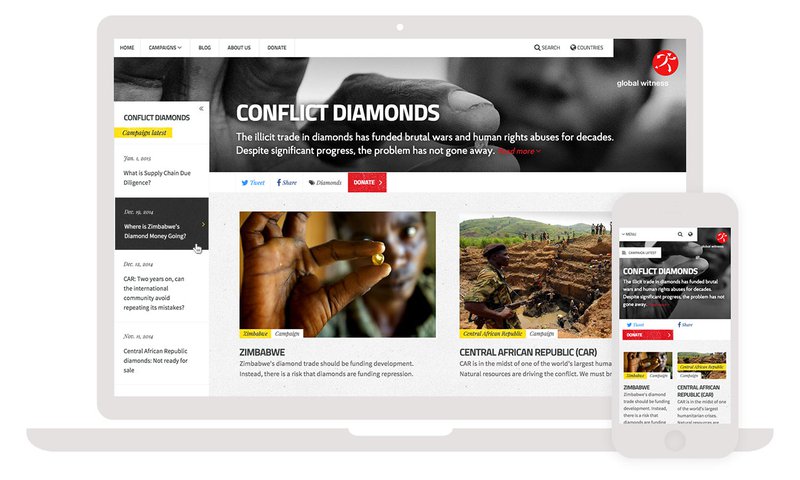 HOME
CAMPAIGNS
BLOG
ABOUT US
DONATE
SEARCH
COUNTRIES
global witness
CONFLICT DIAMONDS
The illicit trade in diamonds has funded brutal wars and human rights abuses for decades.
Despite significant progress, the problem has not gone away. Read more
Tweet
Share
Diamonds
DONATE
CONFLICT DIAMONDS
Campaign latest
Jan. 1, 2015
What is Supply Chain Due
Diligence?
Dec. 19, 2014
Where is Zimbabwe's
Diamond Money Going?
Dec. 12, 2014
CAR: Two years on, can
the international
community avoid
repeating its mistakes?
Nov. 11, 2014
Central African Republic
diamonds: Not ready for
sale
Zimbabwe Campaign
ZIMBABWE
Zimbabwe's diamond trade should be funding development.
Instead, there is a risk that diamonds are funding repression.
Central African Republic Campaign
CENTRAL AFRICAN REPUBLIC (CAR)
CAR is in the midst of one of the world's largest human
Natural resources are driving the conflict. We must br
MENU
global witness
CAMPAIGN LATEST
CONFLICT DIAMONDS
The illicit trade in diamonds has funded brutal
wars and human rights abuses for decades.
Despite significant progress, the problem has not
gone away.
Tweet
Share
DONATE
Zimbabwe Campaign
ZIMBABWE
Zimbabwe's diamond
trade should be funding
development. Instead,
there is a risk that
diamonds are funding
Central African Republic
Campaign
CENTRAL AFRICAN
REPUBLIC (CAR)
CAR is in the midst of one
of the world's largest
humanitarian crises.
Natural resources are